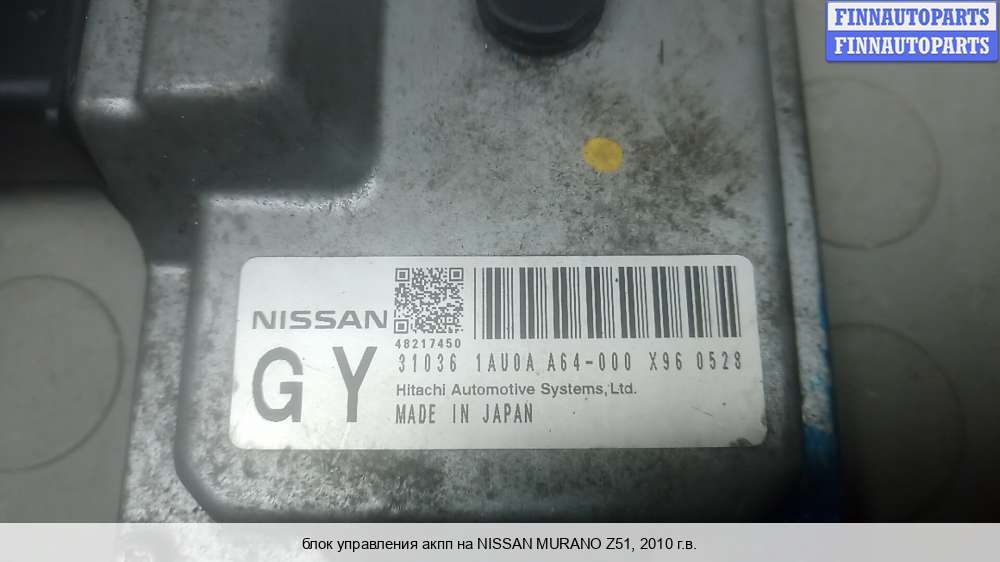 FINNAUTOPARTS
FINNAUTOPARTS
NISSAN
48217450
GY
31036 1AU0A A64-000 X96 0528
Hitachi Automotive Systems, Ltd.
MADE IN JAPAN
блок управления акпп на NISSAN MURANO Z51, 2010 г.в.